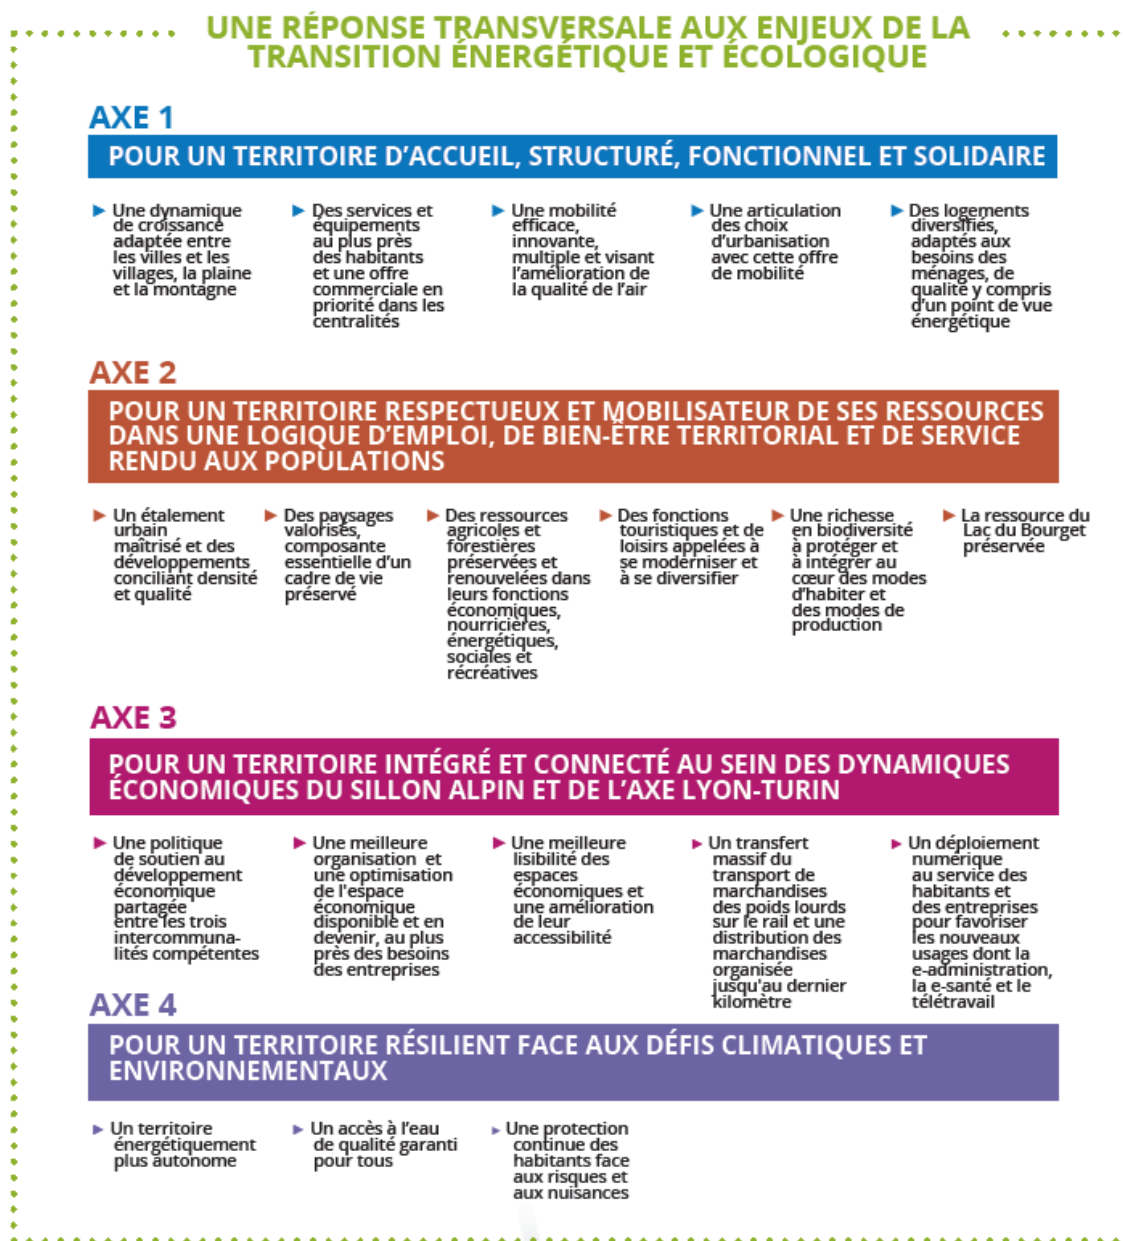 UNE RÉPONSE TRANSVERSALE AUX ENJEUX DE LA
TRANSITION ÉNERGÉTIQUE ET ÉCOLOGIQUE
AXE 1
POUR UN TERRITOIRE D’ACCUEIL, STRUCTURÉ, FONCTIONNEL ET SOLIDAIRE
Une dynamique
de croissance
adaptée entre
les villes et les
villages, la plaine
et la montagne
Des services et
équipements
au plus près
des habitants
et une offre
commerciale en
priorité dans les
centralités
Une mobilité
efficace,
innovante,
multiple et visant
l’amélioration de
la qualité de l’air
Une articulation
des choix
d’urbanisation
avec cette offre
de mobilité
Des logements
diversifiés,
adaptés aux
besoins des
ménages, de
qualité y compris
d’un point de vue
énergétique
AXE 2
POUR UN TERRITOIRE RESPECTUEUX ET MOBILISATEUR DE SES RESSOURCES
DANS UNE LOGIQUE D’EMPLOI, DE BIEN-ÊTRE TERRITORIAL ET DE SERVICE
RENDU AUX POPULATIONS
Un étalement
urbain
maîtrisé et des
développements
conciliant densité
et qualité
Des paysages
valorisés,
composante
essentielle d’un
cadre de vie
préservé
Des ressources
agricoles et
forestières
préservées et
renouvelées dans
leurs fonctions
économiques,
nourricières,
énergétiques,
sociales et
récréatives
Des fonctions
touristiques et de
loisirs appelées à
se moderniser et
à se diversifier
Une richesse
en biodiversité
à protéger et
à intégrer au
cœur des modes
d’habiter et
des modes de
production
La ressource du
Lac du Bourget
préservée
AXE 3
POUR UN TERRITOIRE INTÉGRÉ ET CONNECTÉ AU SEIN DES DYNAMIQUES
ÉCONOMIQUES DU SILLON ALPIN ET DE L’AXE LYON-TURIN
Une politique
de soutien au
développement
économique
partagée
entre les trois
intercommuna-
lités compétentes
Une meilleure
organisation et
une optimisation
de l'espace
économique
disponible et en
devenir, au plus
près des besoins
des entreprises
Une meilleure
lisibilité des
espaces
économiques et
une amélioration
de leur
accessibilité
Un transfert
massif du
transport de
marchandises
des poids lourds
sur le rail et une
distribution des
marchandises
organisée
jusqu'au dernier
kilomètre
Un déploiement
numérique
au service des
habitants et
des entreprises
pour favoriser
les nouveaux
usages dont la
e-administration,
la e-santé et le
télétravail
AXE 4
POUR UN TERRITOIRE RÉSILIENT FACE AUX DÉFIS CLIMATIQUES ET
ENVIRONNEMENTAUX
Un territoire
énergétiquement
plus autonome
Un accès à l’eau
de qualité garanti
pour tous
Une protection
continue des
habitants face
aux risques et
aux nuisances